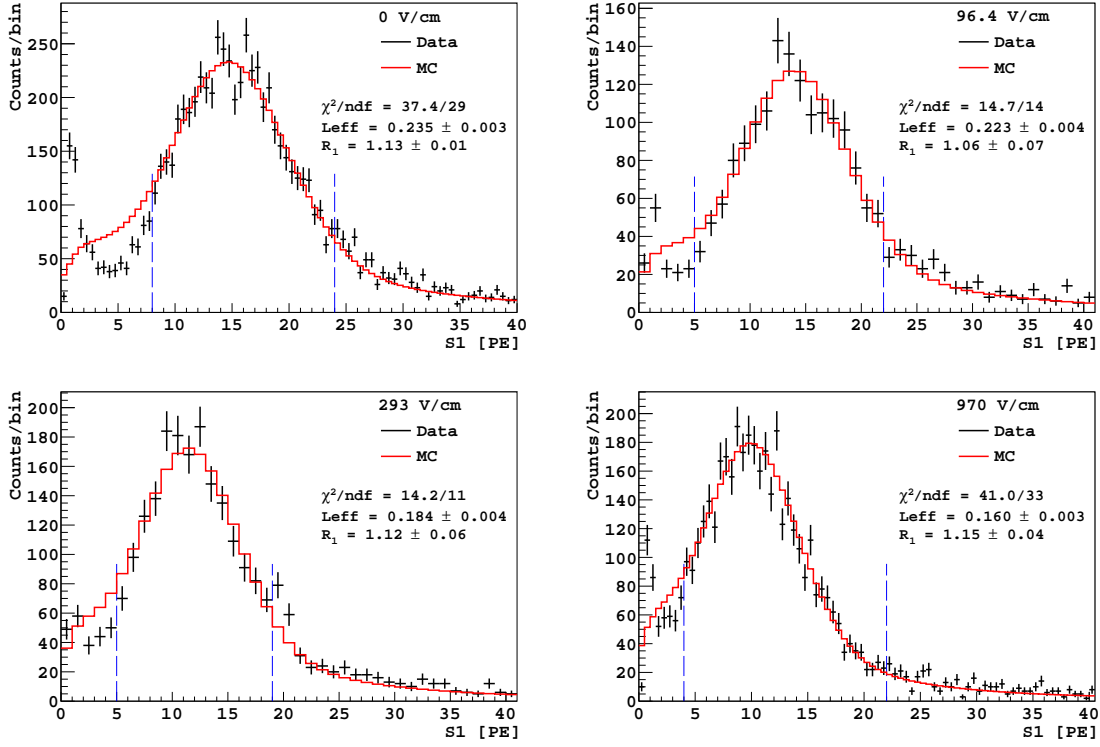 0 V/cm
Data
MC
χ²/ndf = 37.4/29
Leff = 0.235 ± 0.003
R₁ = 1.13 ± 0.01
Counts/bin
250
200
150
100
50
0
0 5 10 15 20 25 30 35 40
S1 [PE]
96.4 V/cm
Data
MC
χ²/ndf = 14.7/14
Leff = 0.223 ± 0.004
R₁ = 1.06 ± 0.07
Counts/bin
160
140
120
100
80
60
40
20
0
0 5 10 15 20 25 30 35 40
S1 [PE]
293 V/cm
Data
MC
χ²/ndf = 14.2/11
Leff = 0.184 ± 0.004
R₁ = 1.12 ± 0.06
Counts/bin
200
180
160
140
120
100
80
60
40
20
0
0 5 10 15 20 25 30 35 40
S1 [PE]
970 V/cm
Data
MC
χ²/ndf = 41.0/33
Leff = 0.160 ± 0.003
R₁ = 1.15 ± 0.04
Counts/bin
200
180
160
140
120
100
80
60
40
20
0
0 5 10 15 20 25 30 35 40
S1 [PE]